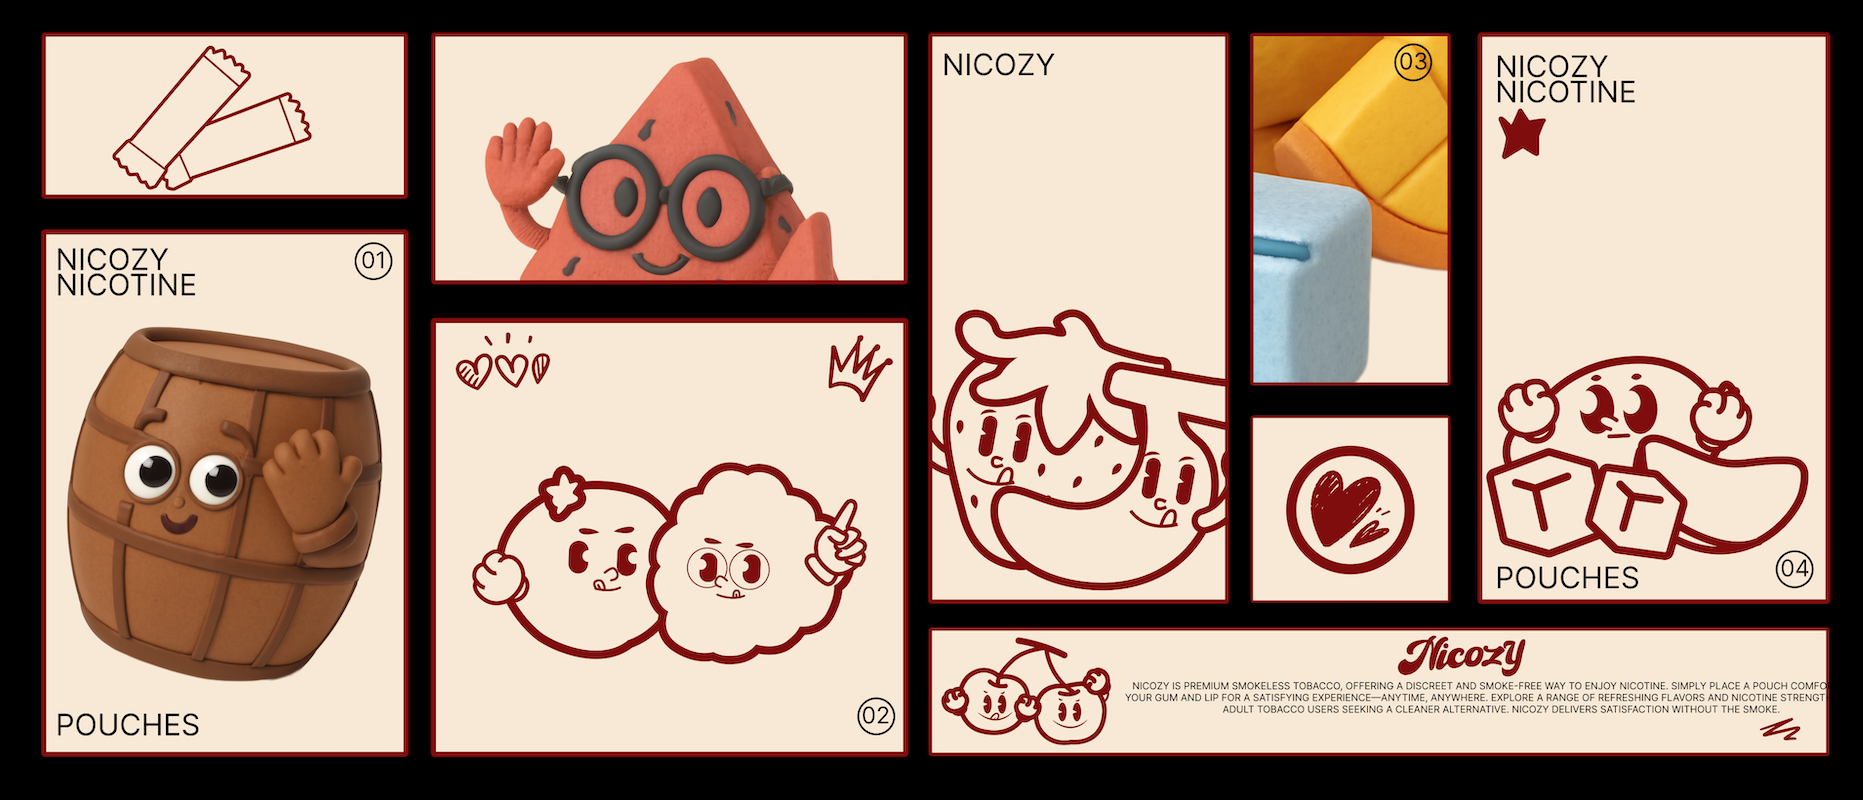 NICOZY
NICOTINE
01
POUCHES
02
NICOZY
03
NICOZY
NICOTINE
POUCHES
04
Nicozy
NICOZY IS PREMIUM SMOKELESS TOBACCO, OFFERING A DISCREET AND SMOKE-FREE WAY TO ENJOY NICOTINE. SIMPLY PLACE A POUCH COMFO
YOUR GUM AND LIP FOR A SATISFYING EXPERIENCE—ANYTIME, ANYWHERE. EXPLORE A RANGE OF REFRESHING FLAVORS AND NICOTINE STRENGT
ADULT TOBACCO USERS SEEKING A CLEANER ALTERNATIVE. NICOZY DELIVERS SATISFACTION WITHOUT THE SMOKE.